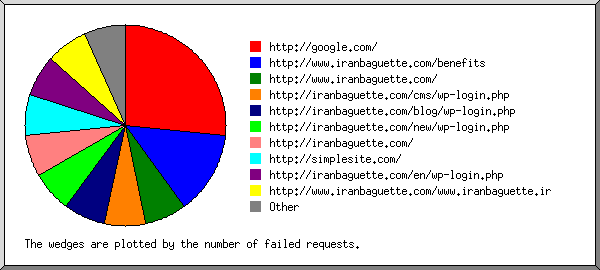 http://google.com/
http://www.iranbaguette.com/benefits
http://www.iranbaguette.com/
http://iranbaguette.com/cms/wp-login.php
http://iranbaguette.com/blog/wp-login.php
http://iranbaguette.com/new/wp-login.php
http://iranbaguette.com/
http://simplesite.com/
http://iranbaguette.com/en/wp-login.php
http://www.iranbaguette.com/www.iranbaguette.ir
Other
The wedges are plotted by the number of failed requests.